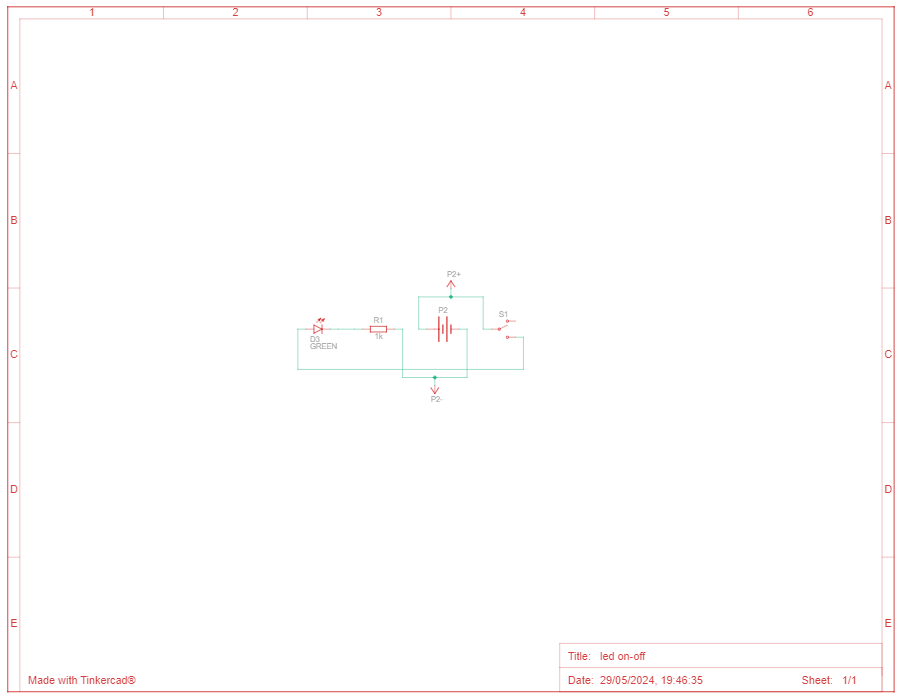 1 2 3 4 5 6
A A
B B
P2+
P2 S1
R1
1k
D3
GREEN
C C
P2-
D D
E E
Title: led on-off
Made with Tinkercad® Date: 29/05/2024, 19:46:35 Sheet: 1/1